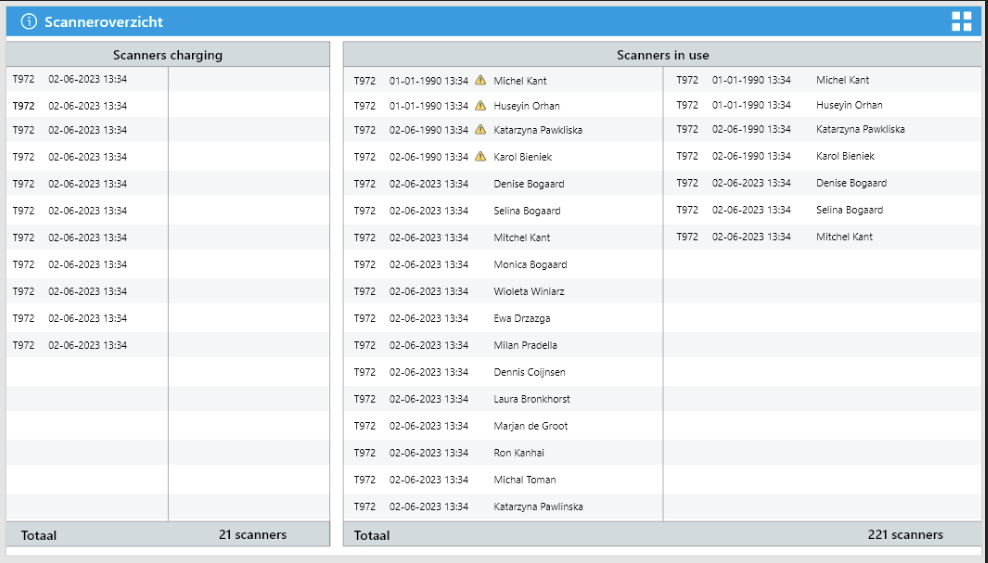 Scanneroverzicht
Scanners charging
T972 02-06-2023 13:34
T972 02-06-2023 13:34
T972 02-06-2023 13:34
T972 02-06-2023 13:34
T972 02-06-2023 13:34
T972 02-06-2023 13:34
T972 02-06-2023 13:34
T972 02-06-2023 13:34
T972 02-06-2023 13:34
T972 02-06-2023 13:34
T972 02-06-2023 13:34
Totaal 21 scanners
Scanners in use
T972 01-01-1990 13:34 Michel Kant
T972 01-01-1990 13:34 Huseyin Orhan
T972 02-06-1990 13:34 Katarzyna Pawkliska
T972 02-06-1990 13:34 Karol Bieniek
T972 02-06-2023 13:34 Denise Bogaard
T972 02-06-2023 13:34 Selina Bogaard
T972 02-06-2023 13:34 Mitchel Kant
T972 02-06-2023 13:34 Monica Bogaard
T972 02-06-2023 13:34 Wioleta Winiarz
T972 02-06-2023 13:34 Ewa Drzazga
T972 02-06-2023 13:34 Milan Pradella
T972 02-06-2023 13:34 Dennis Coijnsen
T972 02-06-2023 13:34 Laura Bronkhorst
T972 02-06-2023 13:34 Marjan de Groot
T972 02-06-2023 13:34 Ron Kanhai
T972 02-06-2023 13:34 Michal Toman
T972 02-06-2023 13:34 Katarzyna Pawlinska
T972 01-01-1990 13:34 Michel Kant
T972 01-01-1990 13:34 Huseyin Orhan
T972 02-06-1990 13:34 Katarzyna Pawkliska
T972 02-06-1990 13:34 Karol Bieniek
T972 02-06-2023 13:34 Denise Bogaard
T972 02-06-2023 13:34 Selina Bogaard
T972 02-06-2023 13:34 Mitchel Kant
Totaal 221 scanners